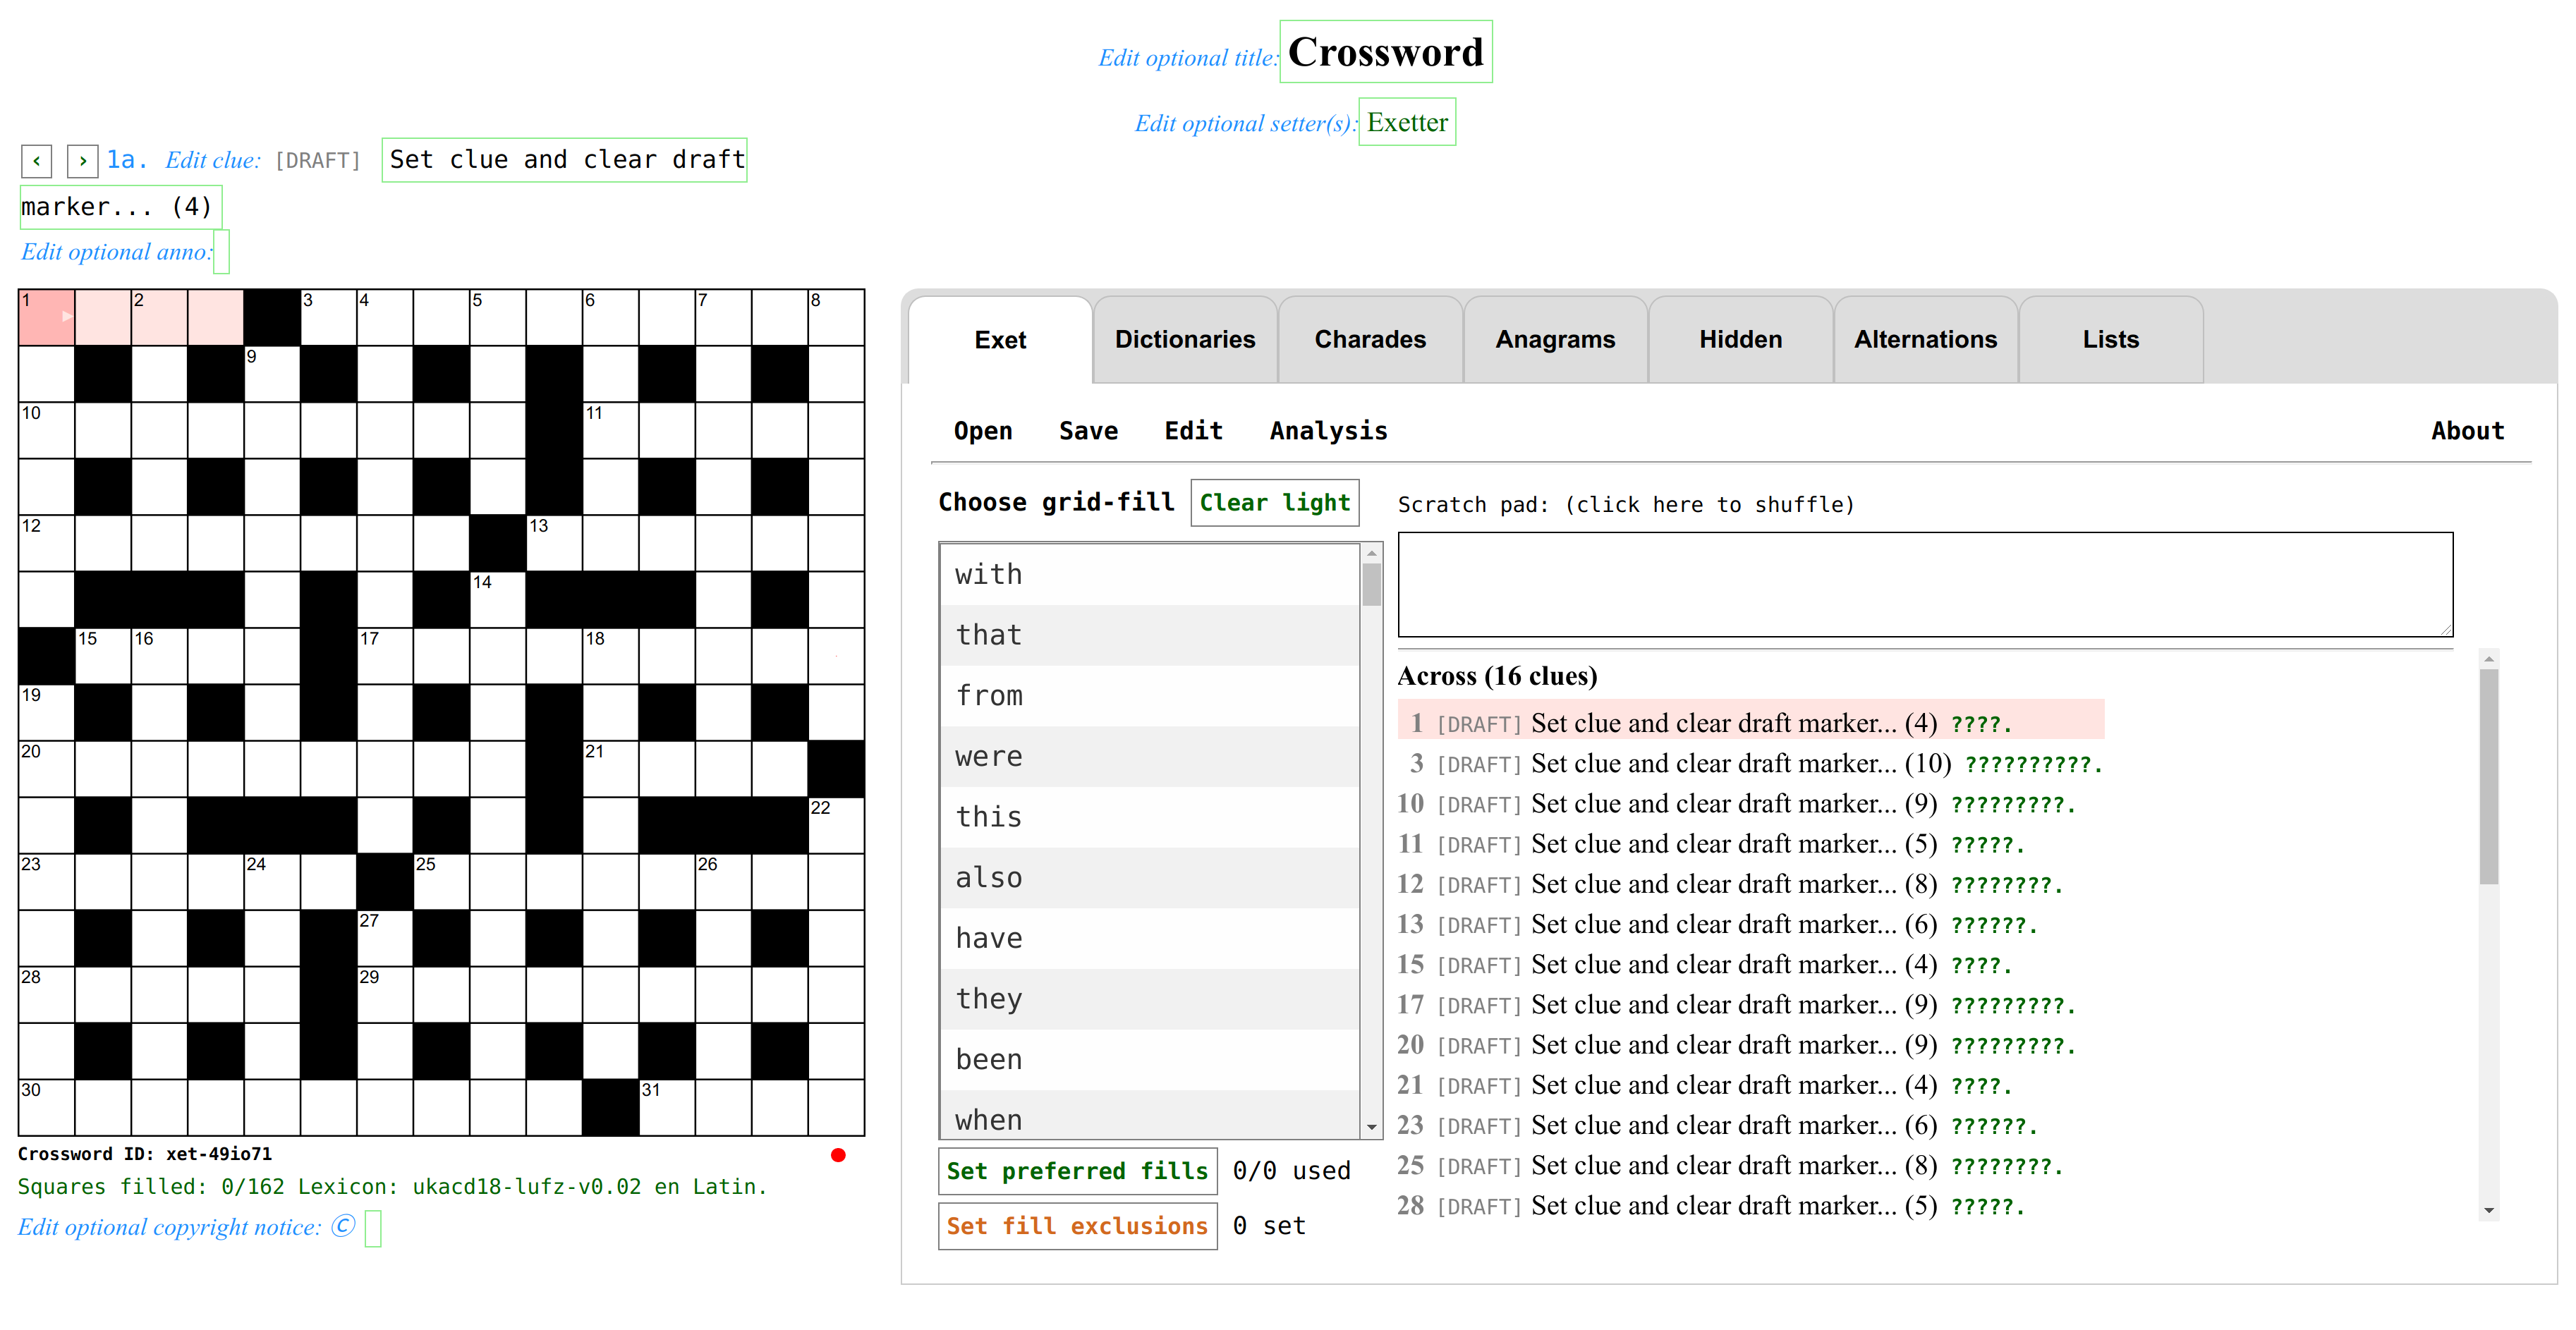 Edit optional title: Crossword
Edit optional setter(s): Exetter
‹ › 1a. Edit clue: [DRAFT] Set clue and clear draft
marker... (4)
Edit optional anno:
1 2 3 4 5 6 7 8
9
10 11
12 13
14
15 16 17 18
19
20 21
22
23 24 25 26
27
28 29
30 31
Crossword ID: xet-49io71
Squares filled: 0/162 Lexicon: ukacd18-lufz-v0.02 en Latin.
Edit optional copyright notice: ©
Exet Dictionaries Charades Anagrams Hidden Alternations Lists
Open Save Edit Analysis About
Choose grid-fill Clear light
with
that
from
were
this
also
have
they
been
when
Set preferred fills 0/0 used
Set fill exclusions 0 set
Scratch pad: (click here to shuffle)
Across (16 clues)
1 [DRAFT] Set clue and clear draft marker... (4) ????.
3 [DRAFT] Set clue and clear draft marker... (10) ??????????.
10 [DRAFT] Set clue and clear draft marker... (9) ?????????.
11 [DRAFT] Set clue and clear draft marker... (5) ?????.
12 [DRAFT] Set clue and clear draft marker... (8) ????????.
13 [DRAFT] Set clue and clear draft marker... (6) ??????.
15 [DRAFT] Set clue and clear draft marker... (4) ????.
17 [DRAFT] Set clue and clear draft marker... (9) ?????????.
20 [DRAFT] Set clue and clear draft marker... (9) ?????????.
21 [DRAFT] Set clue and clear draft marker... (4) ????.
23 [DRAFT] Set clue and clear draft marker... (6) ??????.
25 [DRAFT] Set clue and clear draft marker... (8) ????????.
28 [DRAFT] Set clue and clear draft marker... (5) ?????.